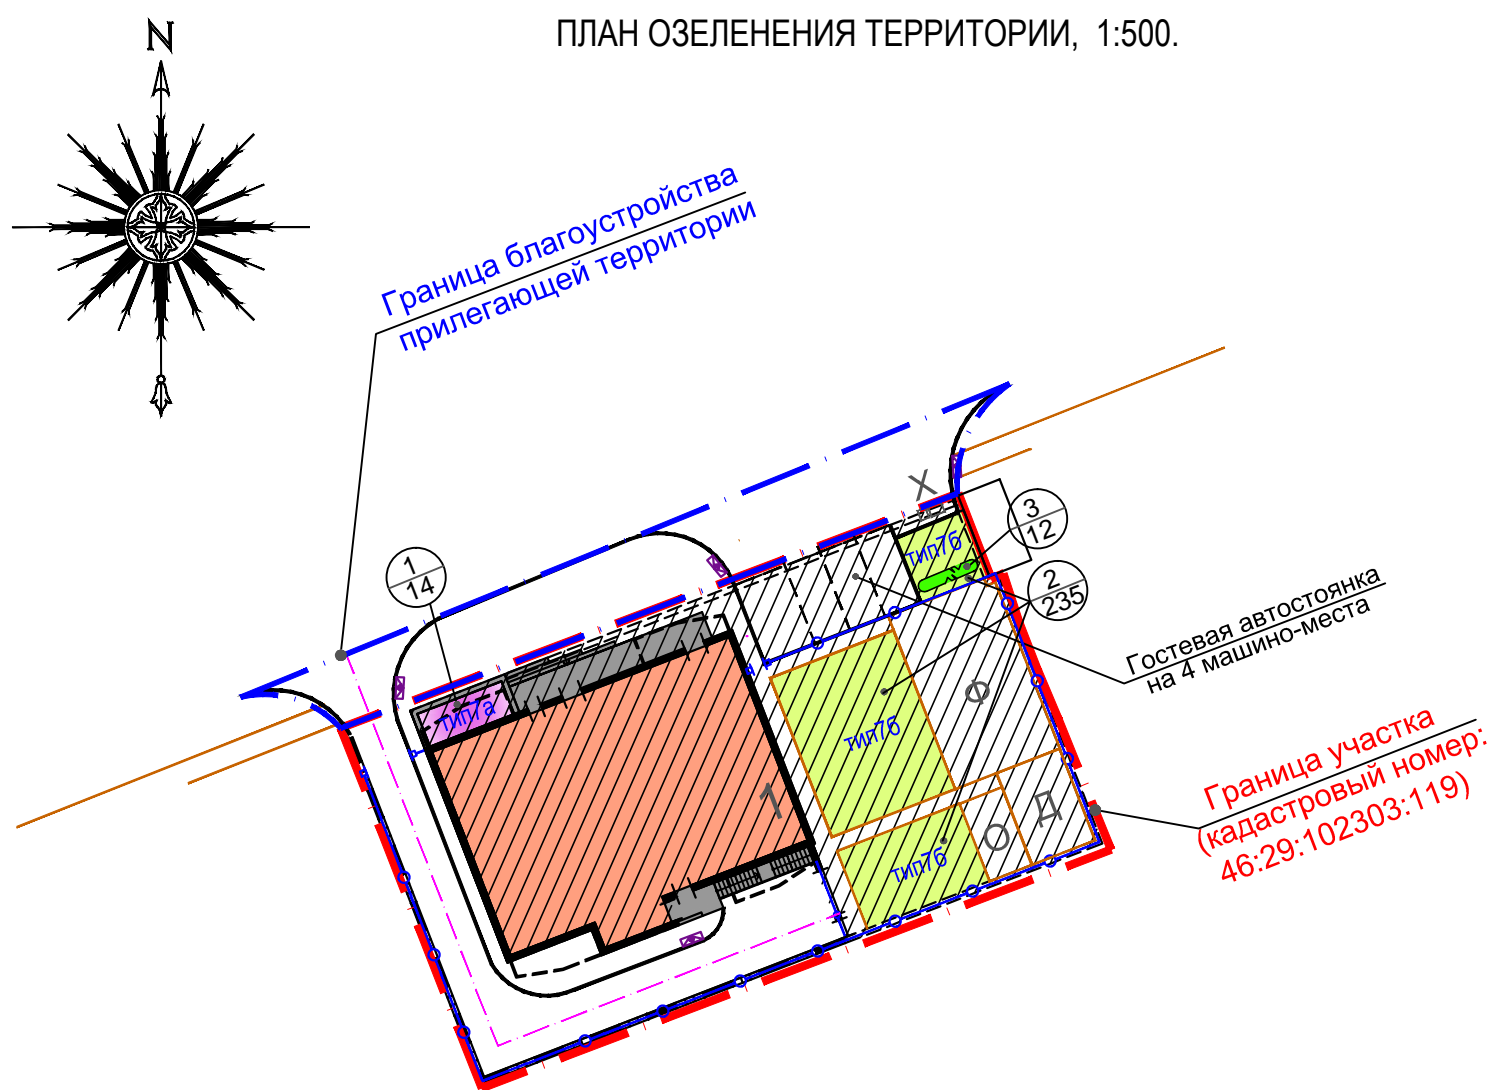 ПЛАН ОЗЕЛЕНЕНИЯ ТЕРРИТОРИИ, 1:500.
N
Граница благоустройства
прилегающей территории
Х
3
12
тип7б
2
235
1
14
Гостевая автостоянка
на 4 машино-места
тип7а
Ф
тип7б
Граница участка
(кадастровый номер:
46:29:102303:119)
1
Д
О
тип7б